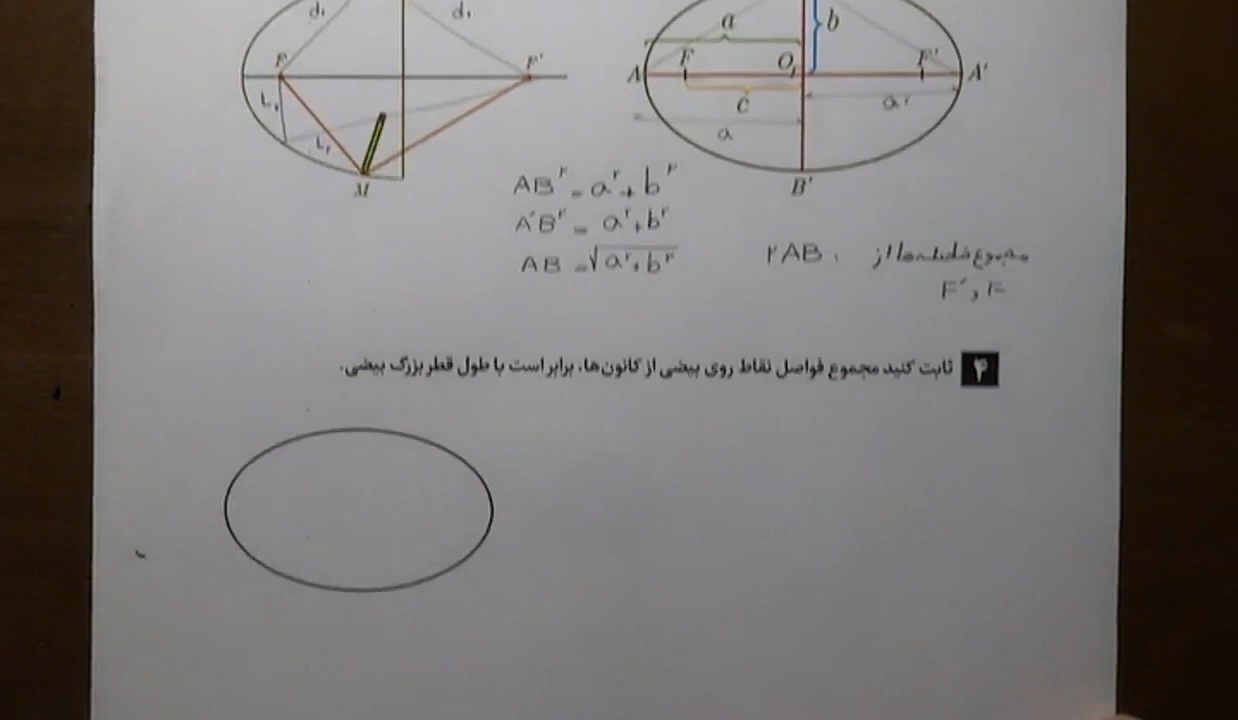 d₁ d₁
a b
F F'
A F O F' A'
L₁ c a'
a
L₁
M B'
AB² = a² + b²
A'B² = a² + b²
AB = √a² + b² ۲AB , مجموع فاصله ها از
F' و F
۴ ثابت کنید مجموع فواصل نقاط روی بیضی از کانون‌ها، برابر است با طول قطر بزرگ بیضی.